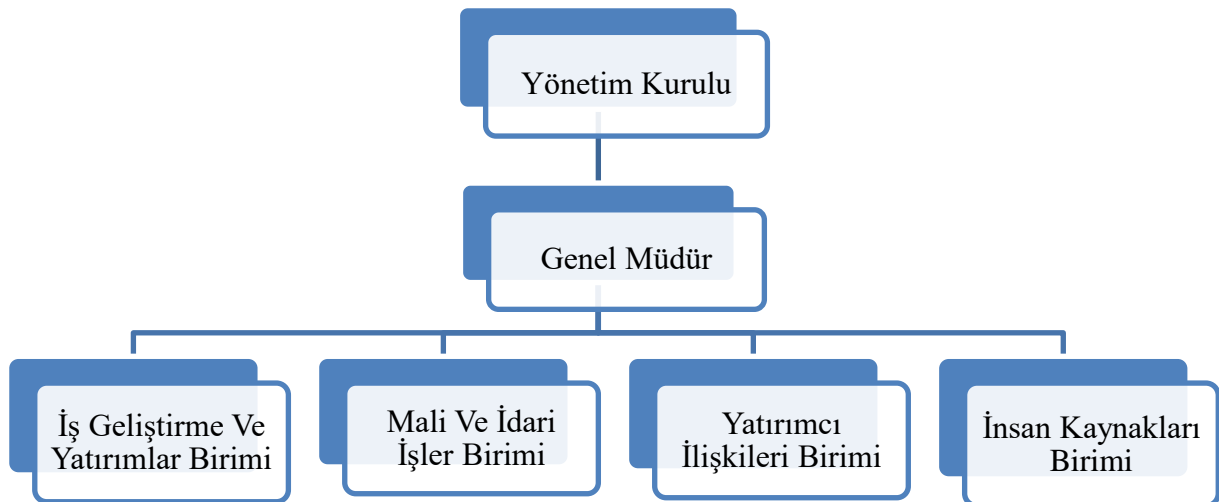 Yönetim Kurulu
Genel Müdür
İş Geliştirme Ve
Yatırımlar Birimi
Mali Ve İdari
İşler Birimi
Yatırımcı
İlişkileri Birimi
İnsan Kaynakları
Birimi